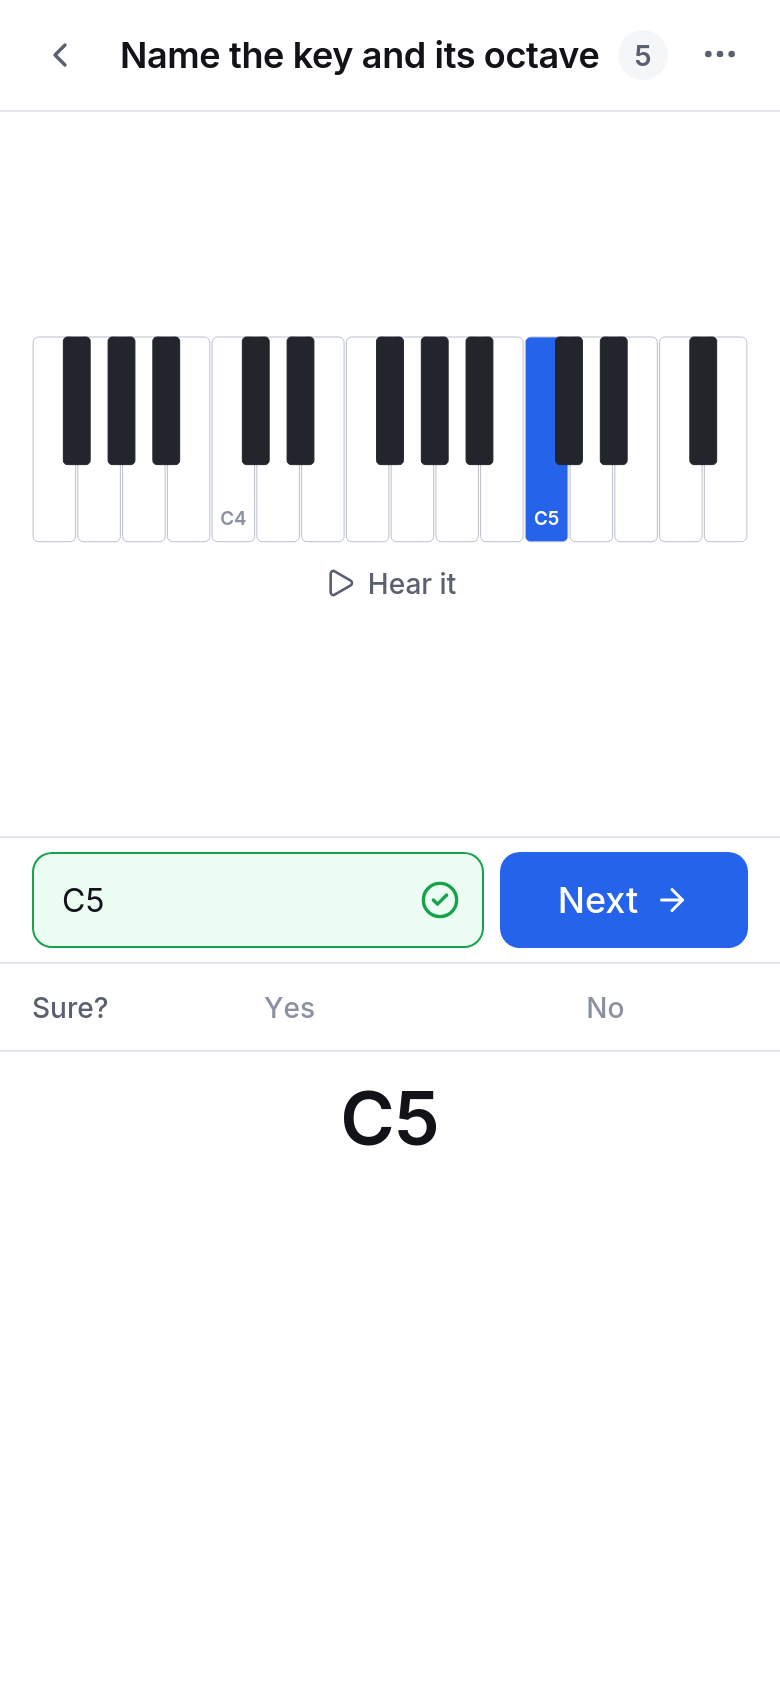 Name the key and its octave 5
C4 C5
Hear it
C5 Next
Sure? Yes No
C5